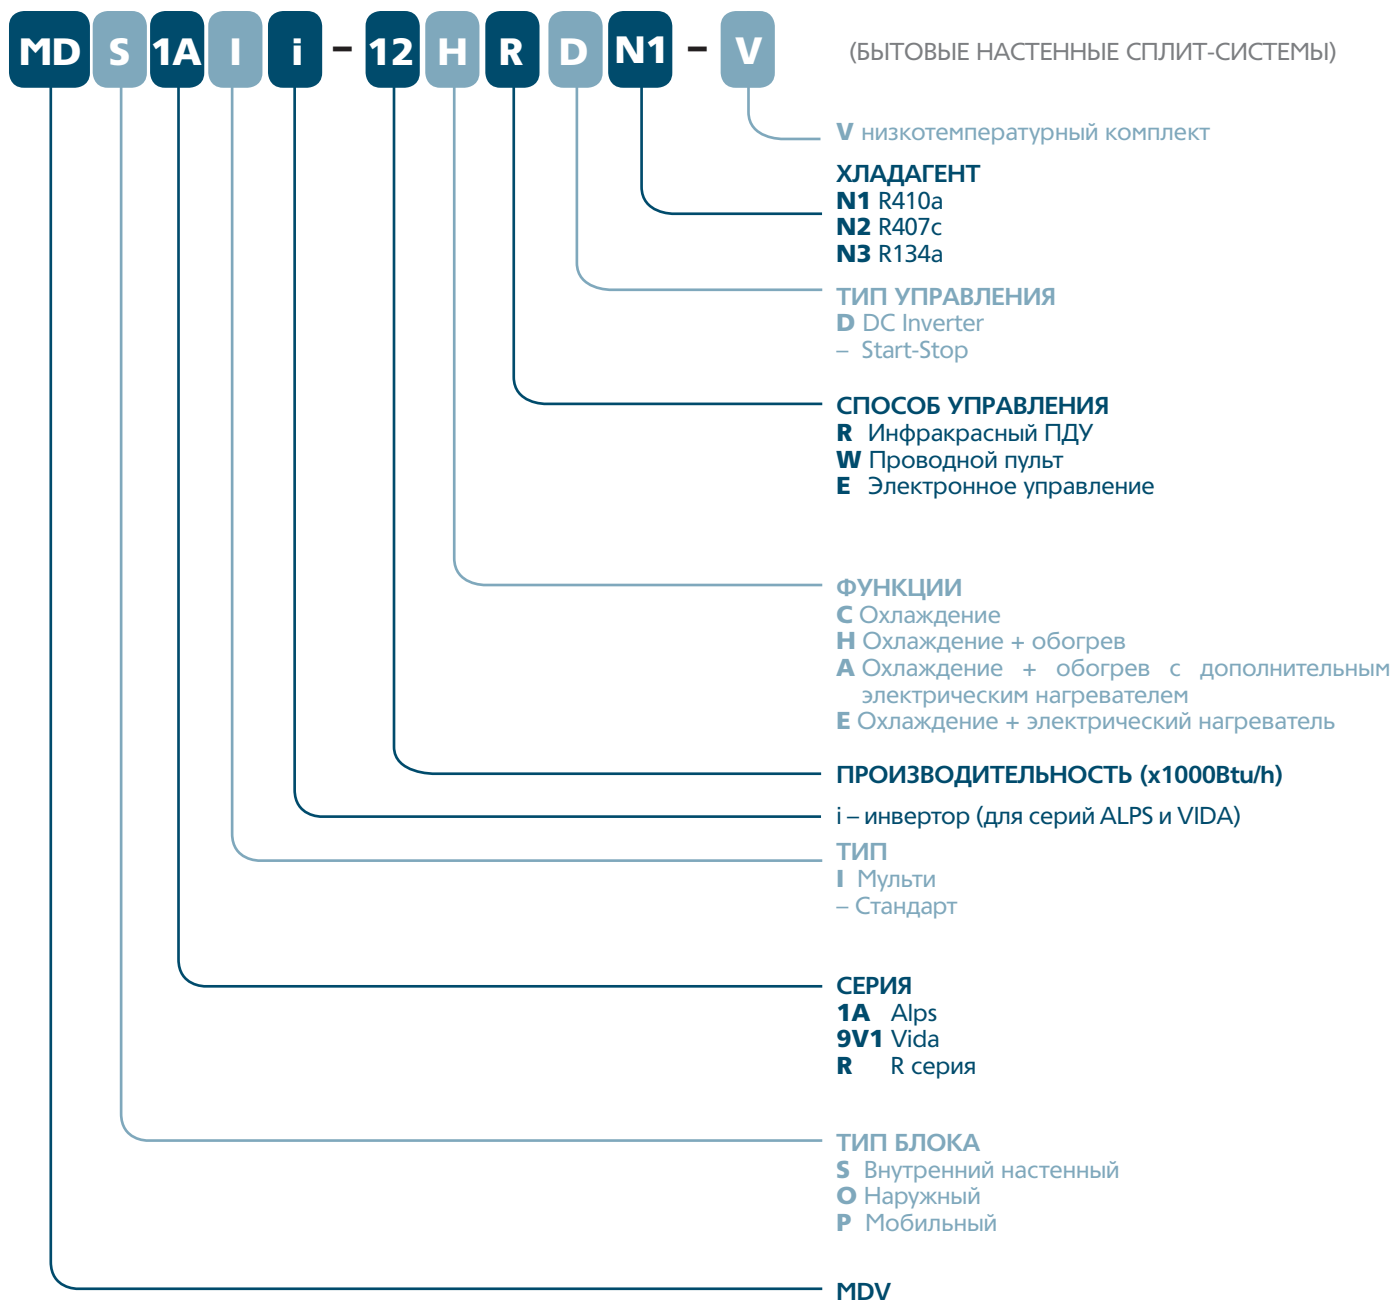 MD S 1A I i – 12 H R D N1 – V
(БЫТОВЫЕ НАСТЕННЫЕ СПЛИТ-СИСТЕМЫ)
V низкотемпературный комплект
ХЛАДАГЕНТ
N1 R410a
N2 R407c
N3 R134a
ТИП УПРАВЛЕНИЯ
D DC Inverter
– Start-Stop
СПОСОБ УПРАВЛЕНИЯ
R Инфракрасный ПДУ
W Проводной пульт
E Электронное управление
ФУНКЦИИ
C Охлаждение
H Охлаждение + обогрев
A Охлаждение + обогрев с дополнительным
электрическим нагревателем
E Охлаждение + электрический нагреватель
ПРОИЗВОДИТЕЛЬНОСТЬ (x1000Btu/h)
i – инвертор (для серий ALPS и VIDA)
ТИП
I Мульти
– Стандарт
СЕРИЯ
1A Alps
9V1 Vida
R R серия
ТИП БЛОКА
S Внутренний настенный
O Наружный
P Мобильный
MDV